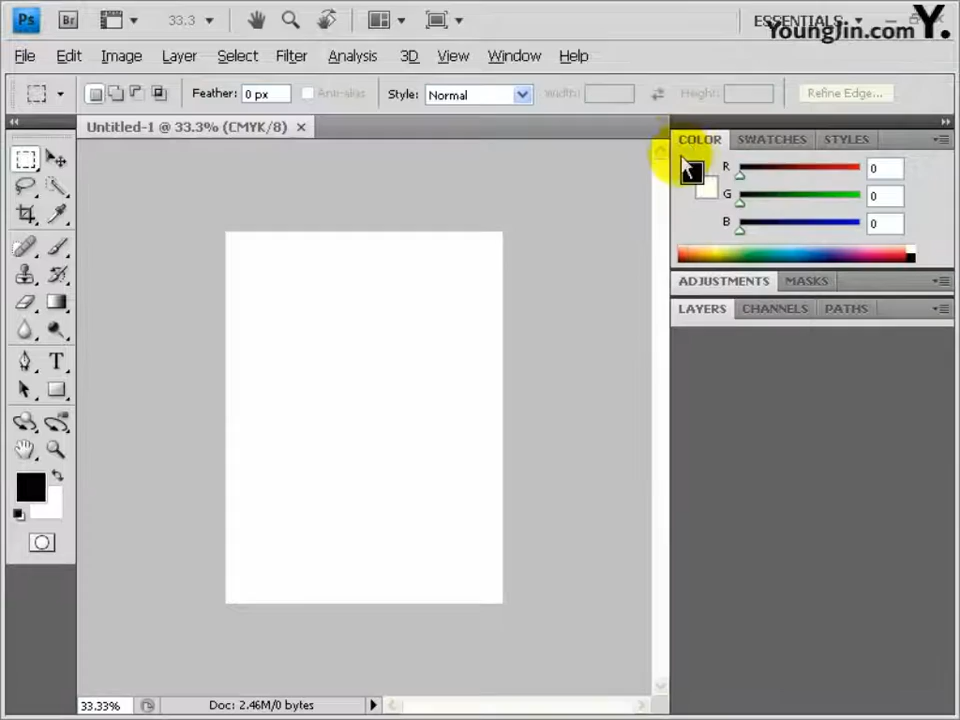 Ps Br 33.3 ESSENTIALS
YoungJin.com Y.
File Edit Image Layer Select Filter Analysis 3D View Window Help
Feather: 0 px Anti-alias Style: Normal Width: Height: Refine Edge...
Untitled-1 @ 33.3% (CMYK/8)
COLOR SWATCHES STYLES
R 0
G 0
B 0
ADJUSTMENTS MASKS
LAYERS CHANNELS PATHS
T
33.33% Doc: 2.46M/0 bytes